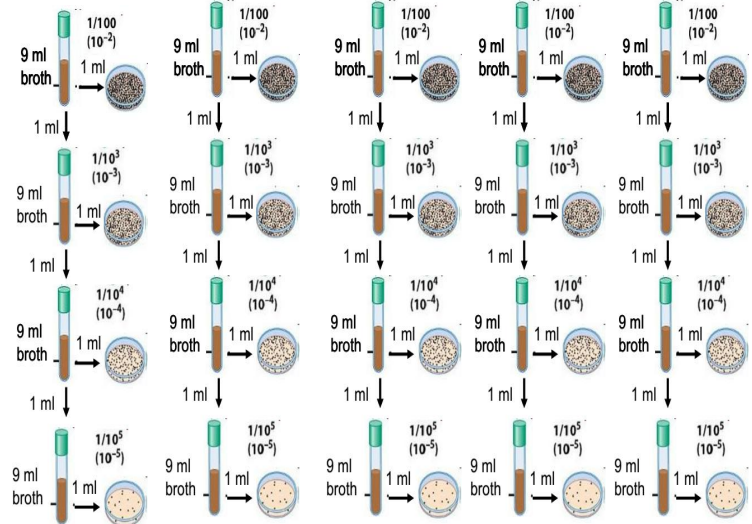 1/100 1/100 1/100 1/100 1/100
(10⁻²) (10⁻²) (10⁻²) (10⁻²) (10⁻²)
9 ml 1 ml 9 ml 1 ml 9 ml 1 ml 9 ml 1 ml 9 ml 1 ml
broth broth broth broth broth
1 ml 1 ml 1 ml 1 ml 1 ml
1/10³ 1/10³ 1/10³ 1/10³ 1/10³
(10⁻³) (10⁻³) (10⁻³) (10⁻³) (10⁻³)
9 ml 1 ml 9 ml 1 ml 9 ml 1 ml 9 ml 1 ml 9 ml 1 ml
broth broth broth broth broth
1 ml 1 ml 1 ml 1 ml 1 ml
1/10⁴ 1/10⁴ 1/10⁴ 1/10⁴ 1/10⁴
(10⁻⁴) (10⁻⁴) (10⁻⁴) (10⁻⁴) (10⁻⁴)
9 ml 1 ml 9 ml 1 ml 9 ml 1 ml 9 ml 1 ml 9 ml 1 ml
broth broth broth broth broth
1 ml 1 ml 1 ml 1 ml 1 ml
1/10⁵ 1/10⁵ 1/10⁵ 1/10⁵ 1/10⁵
(10⁻⁵) (10⁻⁵) (10⁻⁵) (10⁻⁵) (10⁻⁵)
9 ml 1 ml 9 ml 1 ml 9 ml 1 ml 9 ml 1 ml 9 ml 1 ml
broth broth broth broth broth